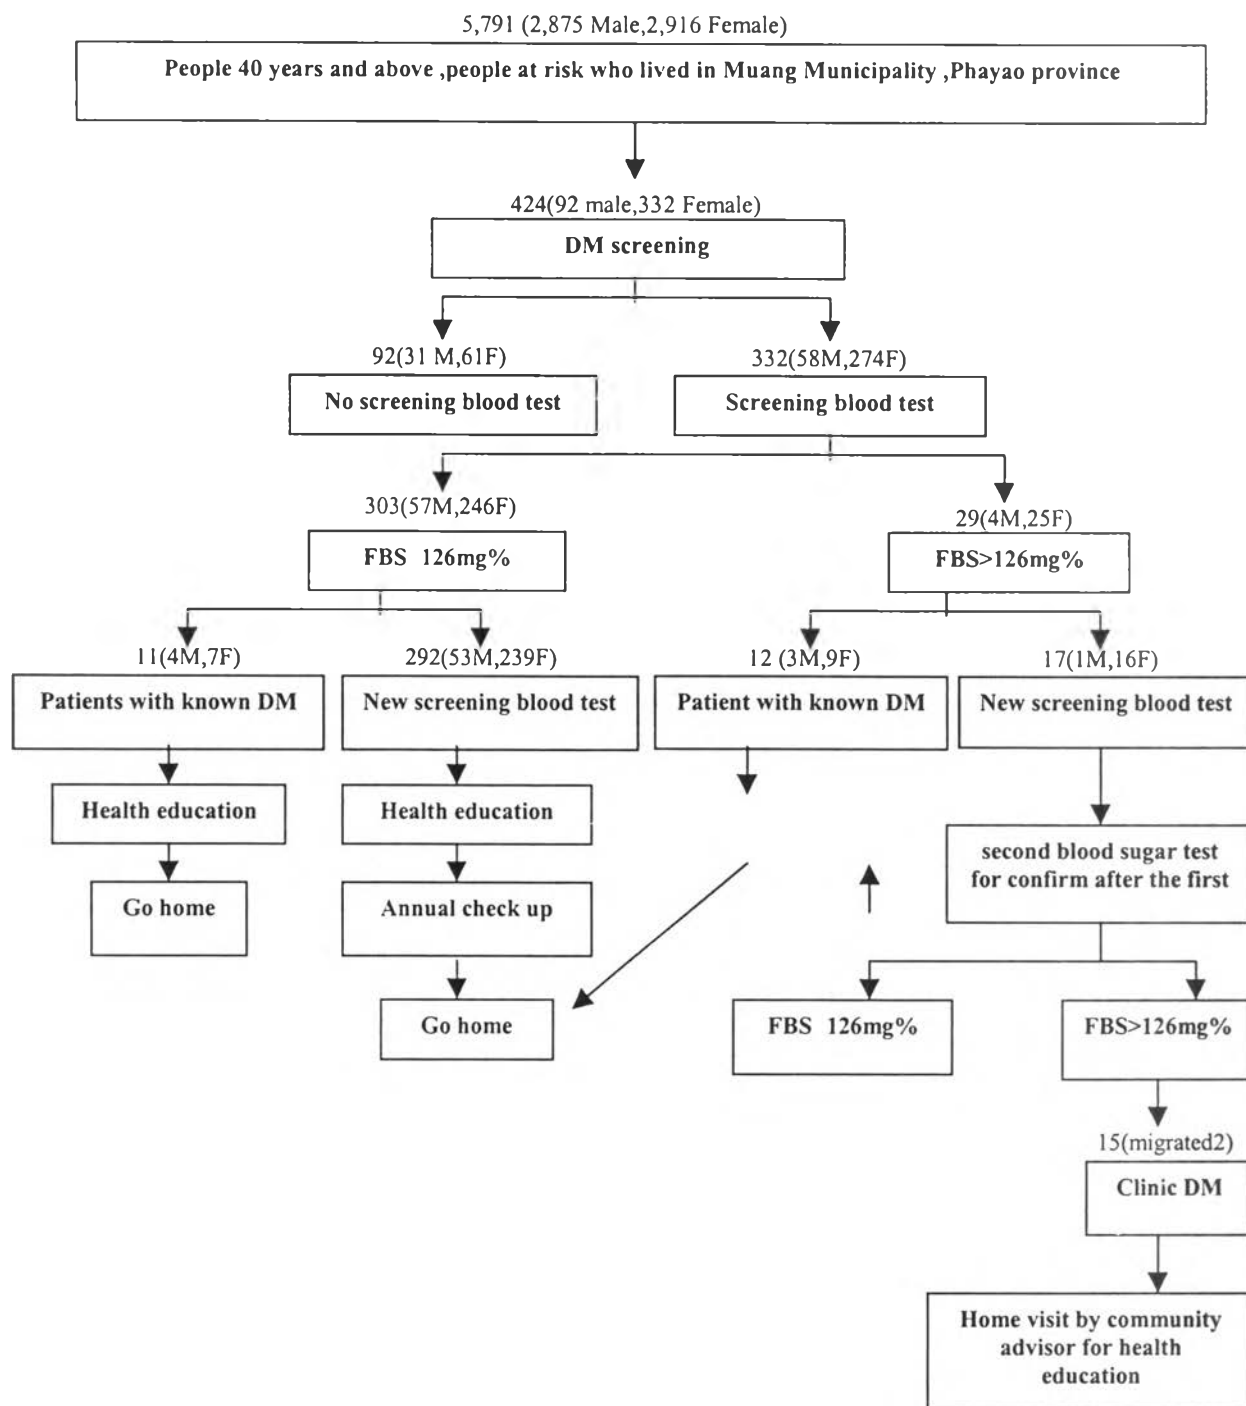 5,791 (2,875 Male,2,916 Female)
People 40 years and above ,people at risk who lived in Muang Municipality ,Phayao province
424(92 male,332 Female)
DM screening
92(31 M,61F)
332(58M,274F)
No screening blood test
Screening blood test
303(57M,246F)
29(4M,25F)
FBS 126mg%
FBS>126mg%
11(4M,7F)
292(53M,239F)
12 (3M,9F)
17(1M,16F)
Patients with known DM
New screening blood test
Patient with known DM
New screening blood test
Health education
Health education
second blood sugar test
for confirm after the first
Go home
Annual check up
Go home
FBS 126mg%
FBS>126mg%
15(migrated2)
Clinic DM
Home visit by community
advisor for health
education